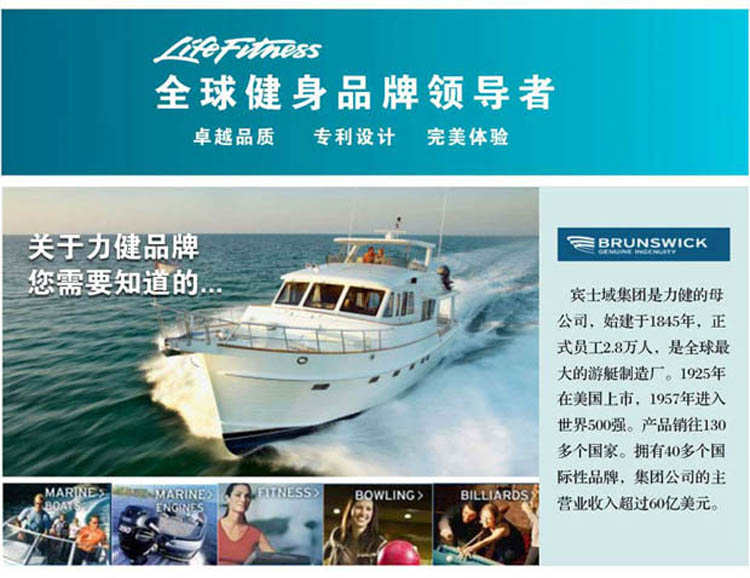 LifeFitness
全球健身品牌领导者
卓越品质 专利设计 完美体验
关于力健品牌
您需要知道的...
BRUNSWICK
GENUINE INGENUITY
宾士域集团是力健的母
公司，始建于1845年，正
式员工2.8万人，是全球最
大的游艇制造厂。1925年
在美国上市，1957年进入
世界500强。产品销往130
多个国家。拥有40多个国
际性品牌，集团公司的主
营业收入超过60亿美元。
MARINE>
BOATS
MARINE>
ENGINES
FITNESS>
BOWLING>
BILLIARDS>